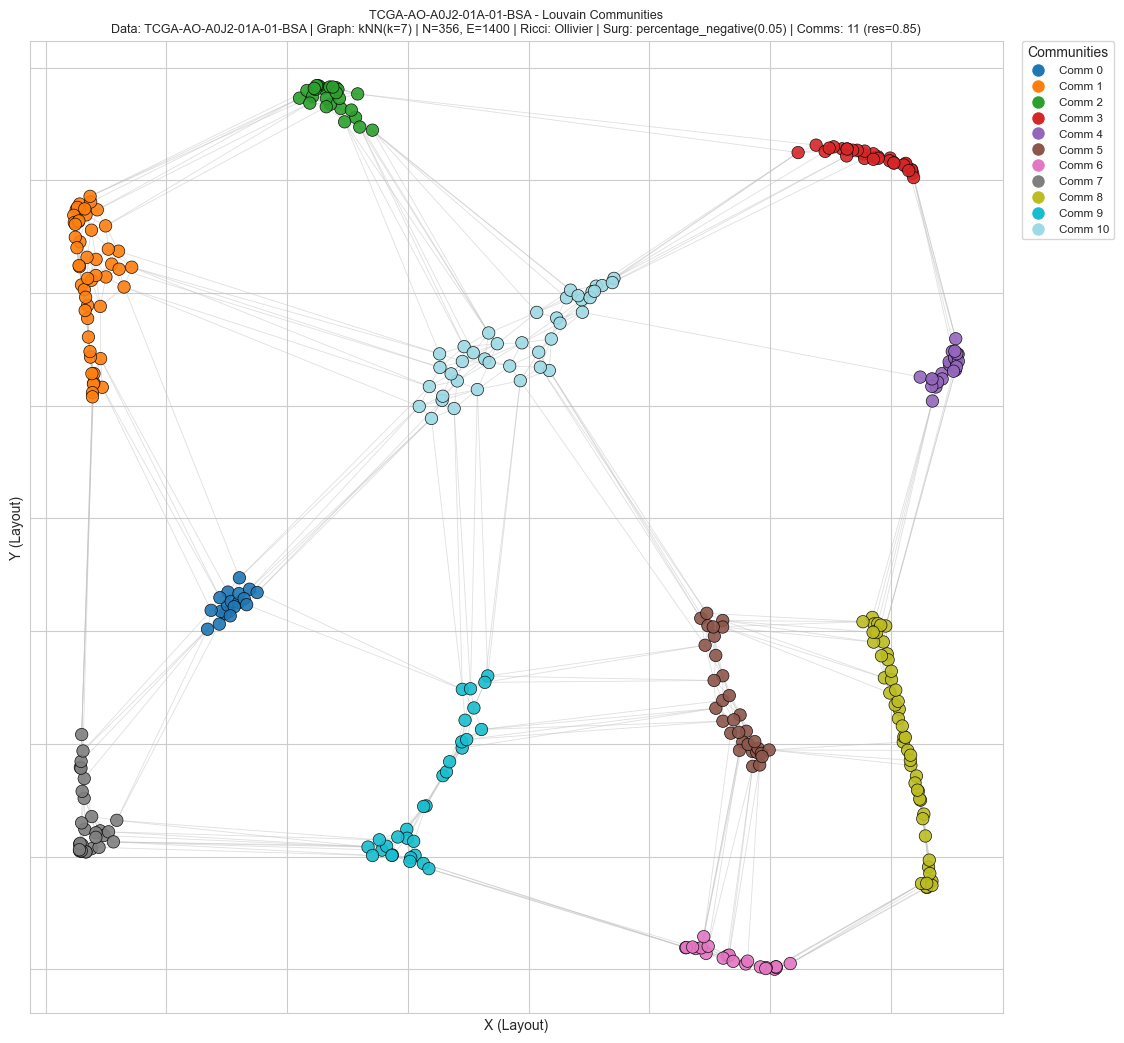 TCGA-AO-A0J2-01A-01-BSA - Louvain Communities
Data: TCGA-AO-A0J2-01A-01-BSA | Graph: kNN(k=7) | N=356, E=1400 | Ricci: Ollivier | Surg: percentage_negative(0.05) | Comms: 11 (res=0.85)
Communities
Comm 0
Comm 1
Comm 2
Comm 3
Comm 4
Comm 5
Comm 6
Comm 7
Comm 8
Comm 9
Comm 10
Y (Layout)
X (Layout)